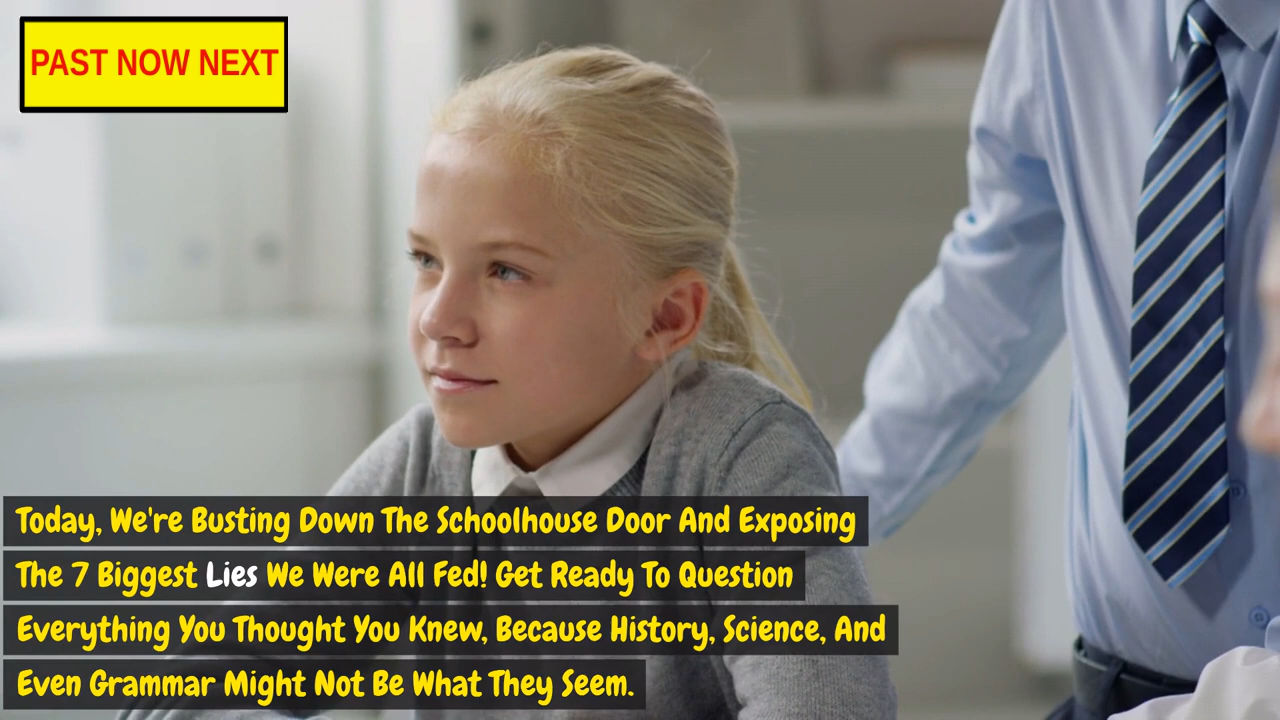 PAST NOW NEXT
Today, We're Busting Down The Schoolhouse Door And Exposing
The 7 Biggest Lies We Were All Fed! Get Ready To Question
Everything You Thought You Knew, Because History, Science, And
Even Grammar Might Not Be What They Seem.